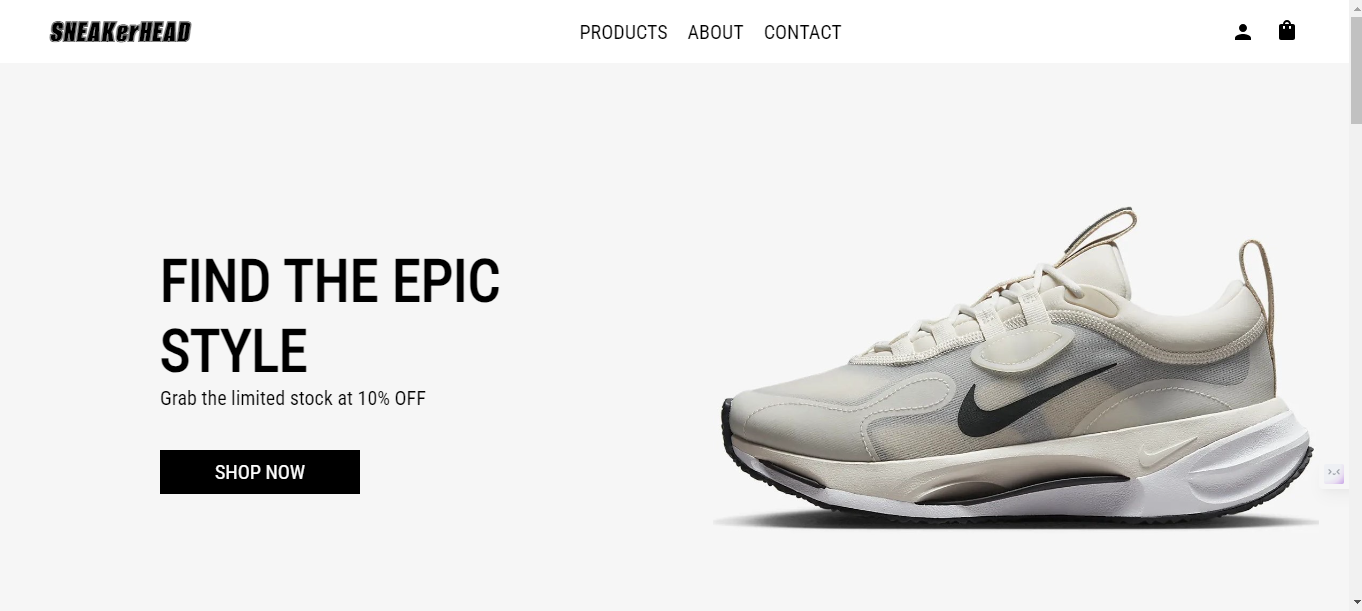 SNEAKerHEAD
PRODUCTS ABOUT CONTACT
FIND THE EPIC
STYLE
Grab the limited stock at 10% OFF
SHOP NOW